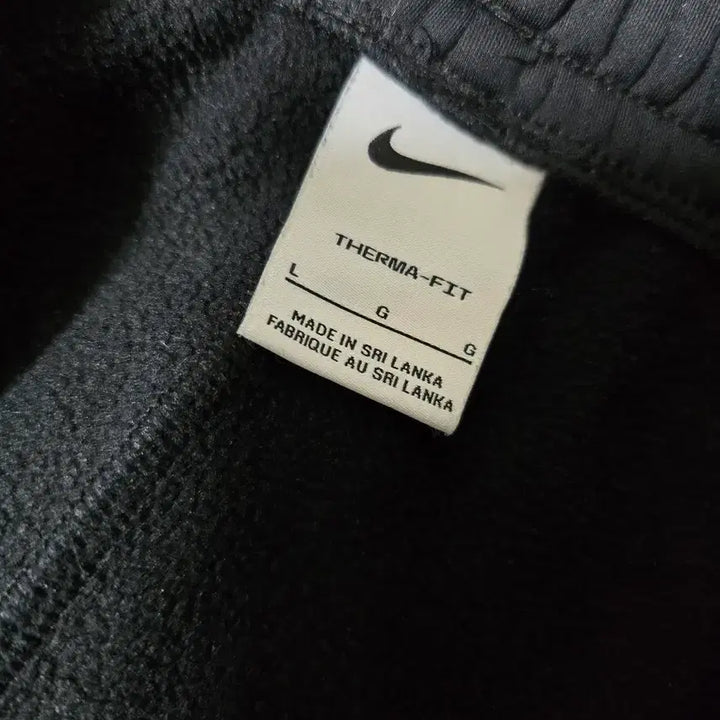 THERMA-FIT
L G G
MADE IN SRI LANKA
FABRIQUE AU SRI LANKA